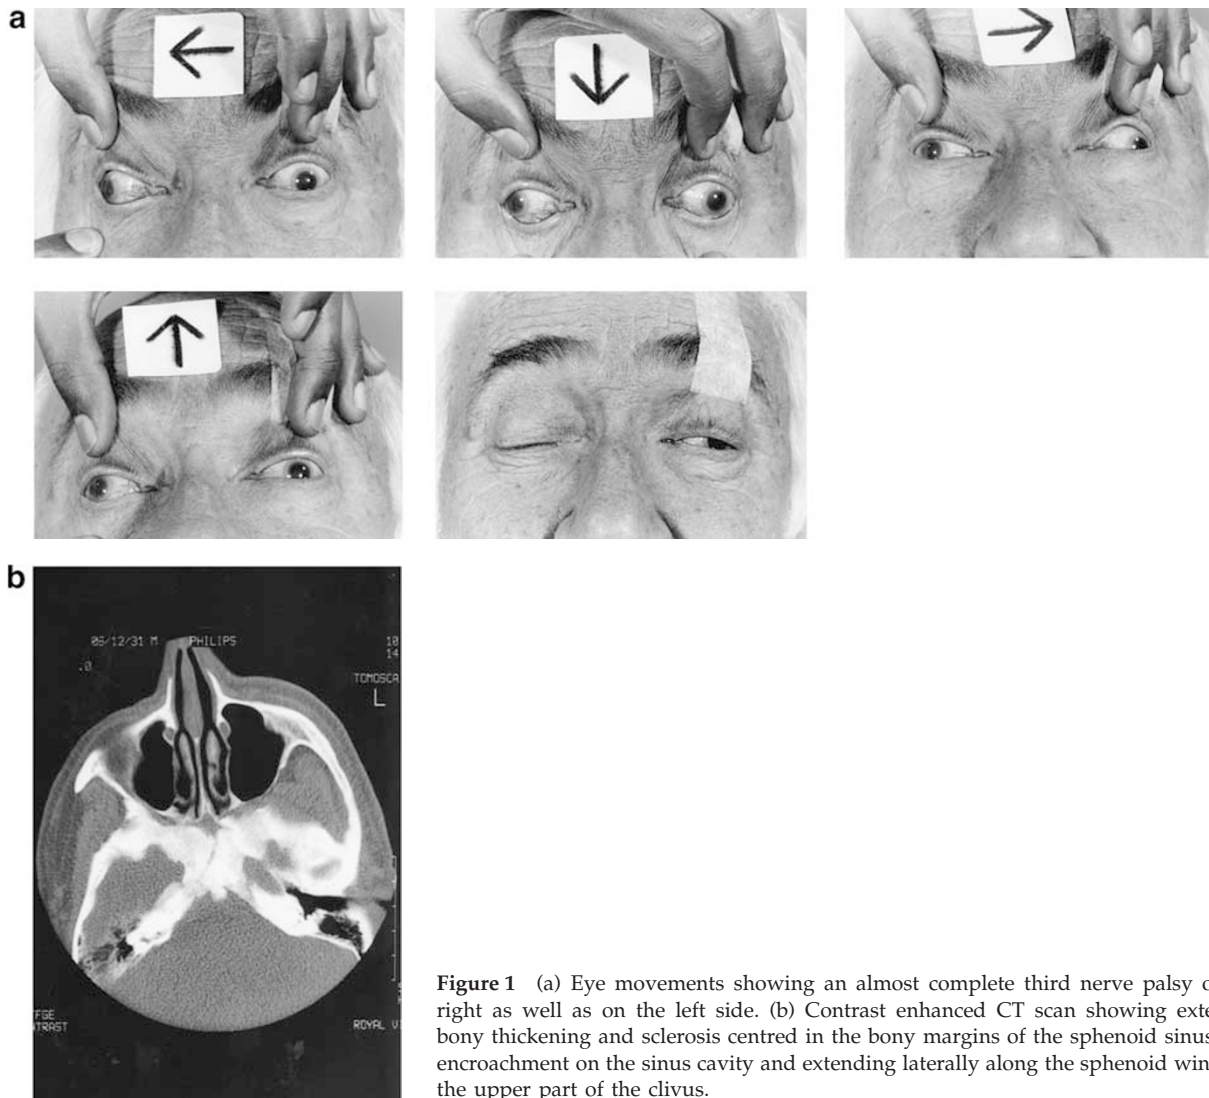 a
b
06/12/31 M PHILIPS
10
14
.0
TOMOSCA
L
ROYAL V
Figure 1 (a) Eye movements showing an almost complete third nerve palsy o
right as well as on the left side. (b) Contrast enhanced CT scan showing exte
bony thickening and sclerosis centred in the bony margins of the sphenoid sinus
encroachment on the sinus cavity and extending laterally along the sphenoid win
the upper part of the clivus.